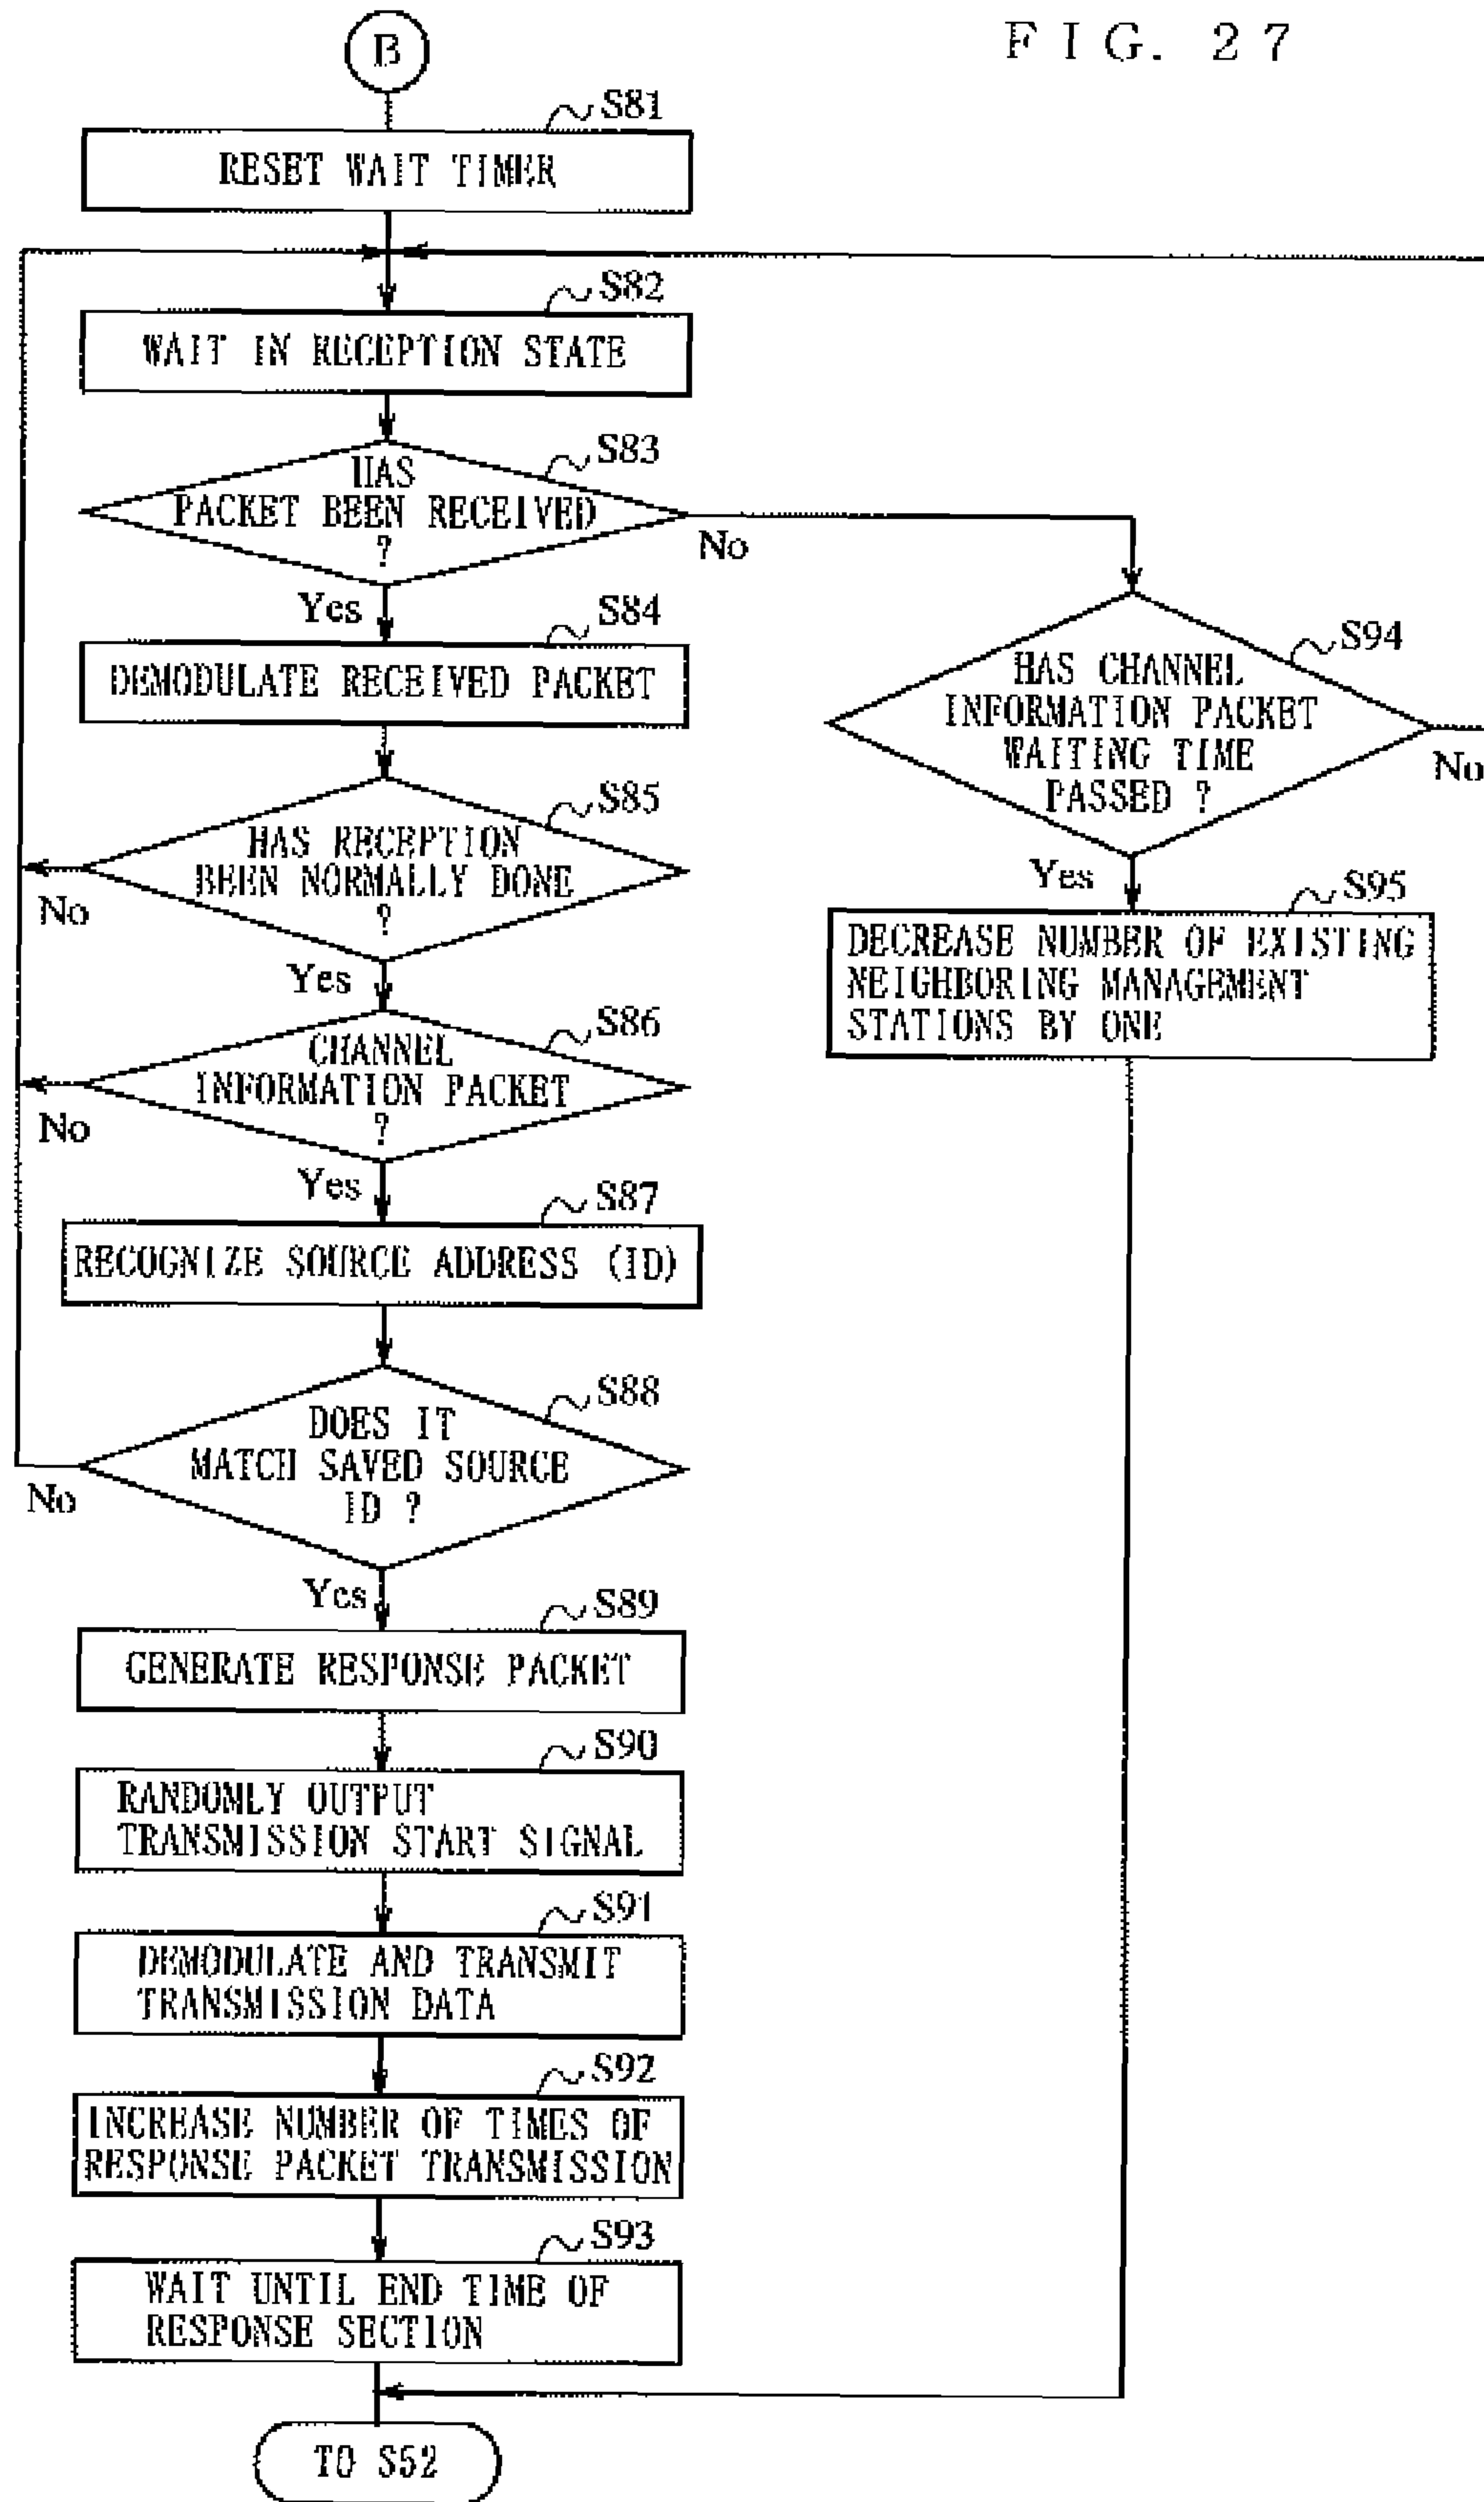 FIG. 27
B
S81
RESET WAIT TIMER
S82
WAIT IN RECEPTION STATE
S83
HAS
PACKET BEEN RECEIVED
?
No
Yes
S84
DEMODULATE RECEIVED PACKET
S94
HAS CHANNEL
INFORMATION PACKET
WAITING TIME
PASSED ?
No
Yes
S95
DECREASE NUMBER OF EXISTING
NEIGHBORING MANAGEMENT
STATIONS BY ONE
S85
HAS RECEPTION
BEEN NORMALLY DONE
?
No
Yes
S86
CHANNEL
INFORMATION PACKET
?
No
Yes
S87
RECOGNIZE SOURCE ADDRESS (ID)
S88
DOES IT
MATCH SAVED SOURCE
ID ?
No
Yes
S89
GENERATE RESPONSE PACKET
S90
RANDOMLY OUTPUT
TRANSMISSION START SIGNAL
S91
DEMODULATE AND TRANSMIT
TRANSMISSION DATA
S92
INCREASE NUMBER OF TIMES OF
RESPONSE PACKET TRANSMISSION
S93
WAIT UNTIL END TIME OF
RESPONSE SECTION
TO S52